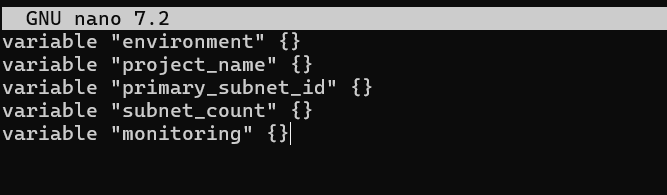 GNU nano 7.2
variable "environment" {}
variable "project_name" {}
variable "primary_subnet_id" {}
variable "subnet_count" {}
variable "monitoring" {}